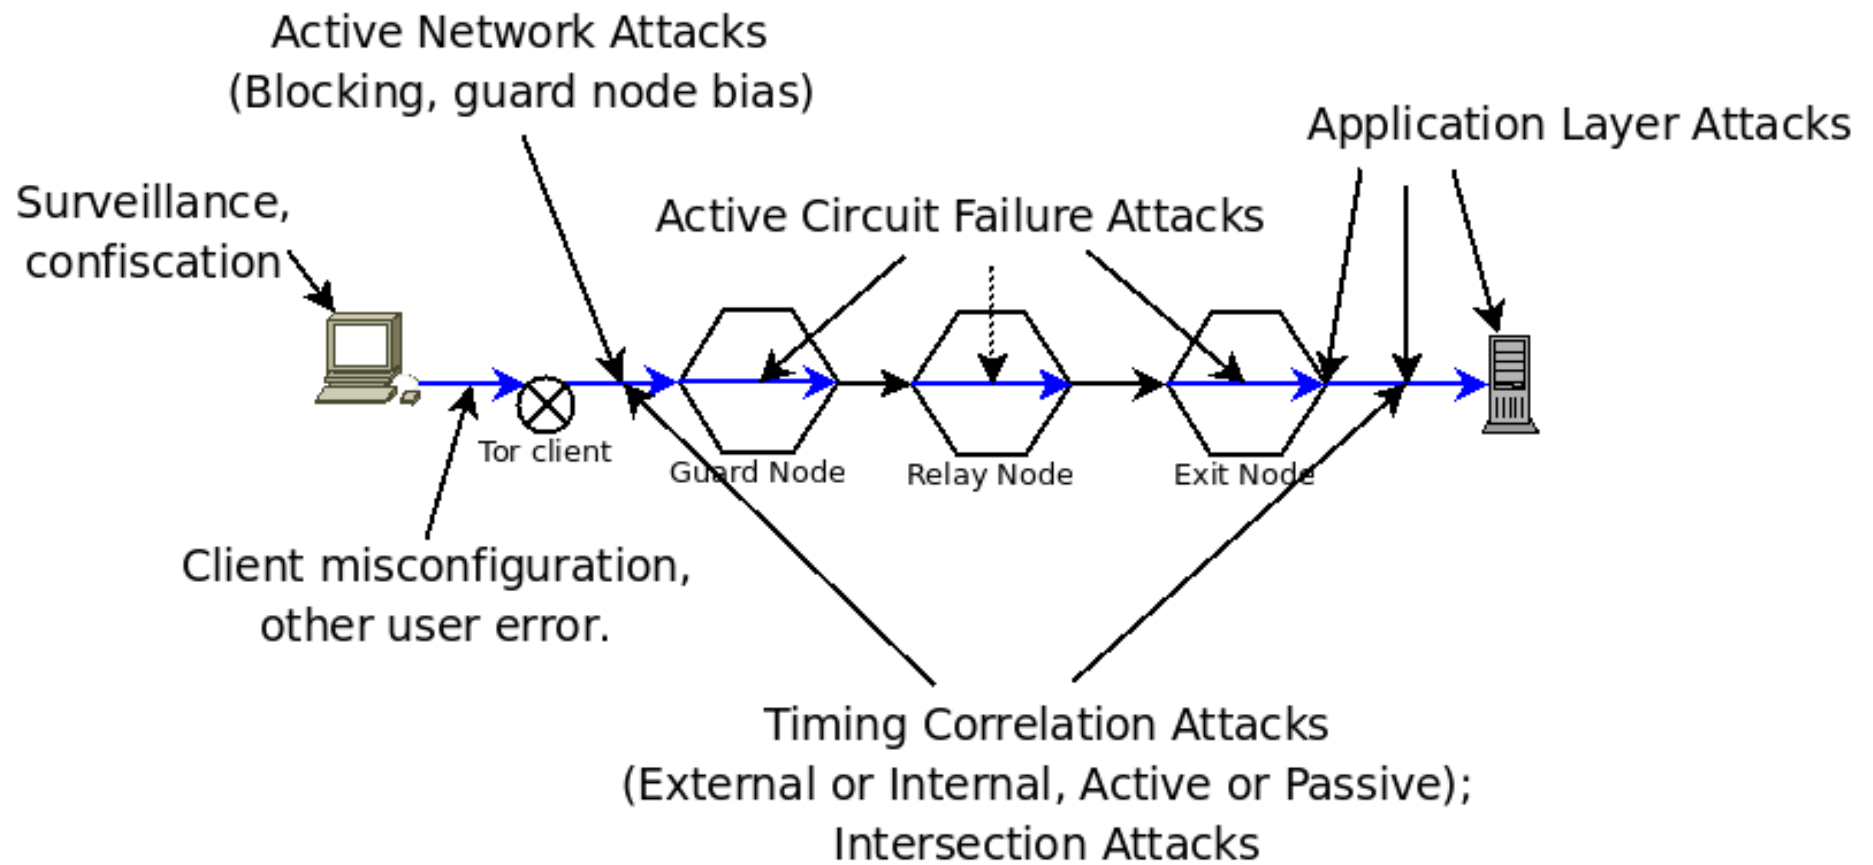 Active Network Attacks
(Blocking, guard node bias)
Application Layer Attacks
Surveillance,
confiscation
Active Circuit Failure Attacks
Tor client
Guard Node
Relay Node
Exit Node
Client misconfiguration,
other user error.
Timing Correlation Attacks
(External or Internal, Active or Passive);
Intersection Attacks